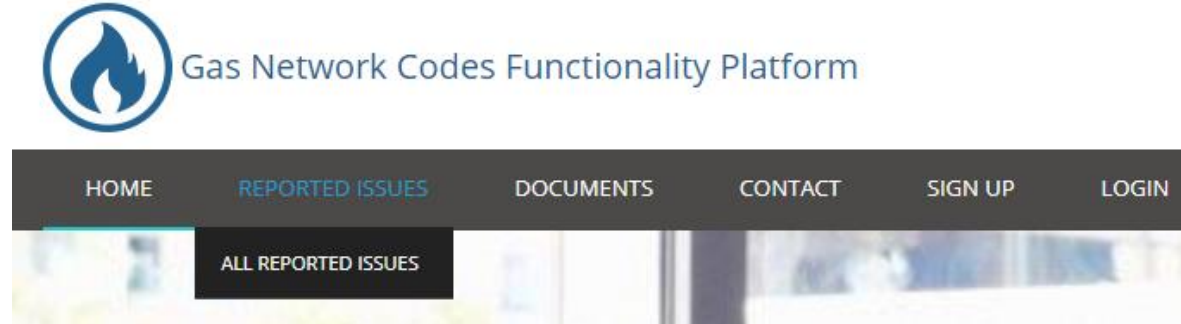 Gas Network Codes Functionality Platform
HOME REPORTED ISSUES DOCUMENTS CONTACT SIGN UP LOGIN
ALL REPORTED ISSUES